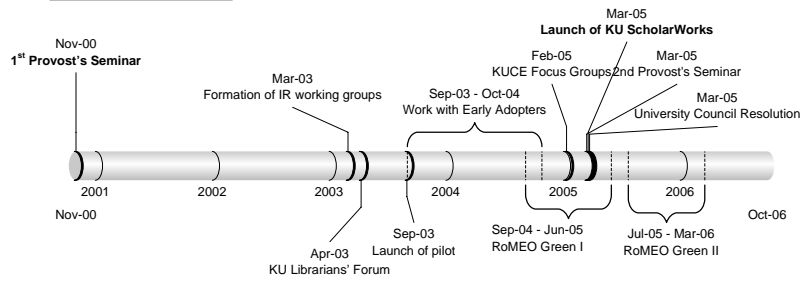 Mar-05
Launch of KU ScholarWorks
Nov-00
1st Provost's Seminar
Feb-05
KUCE Focus Groups
Mar-05
2nd Provost's Seminar
Mar-03
Formation of IR working groups
Sep-03 - Oct-04
Work with Early Adopters
Mar-05
University Council Resolution
2001
2002
2003
2004
2005
2006
Nov-00
Oct-06
Apr-03
KU Librarians' Forum
Sep-03
Launch of pilot
Sep-04 - Jun-05
RoMEO Green I
Jul-05 - Mar-06
RoMEO Green II